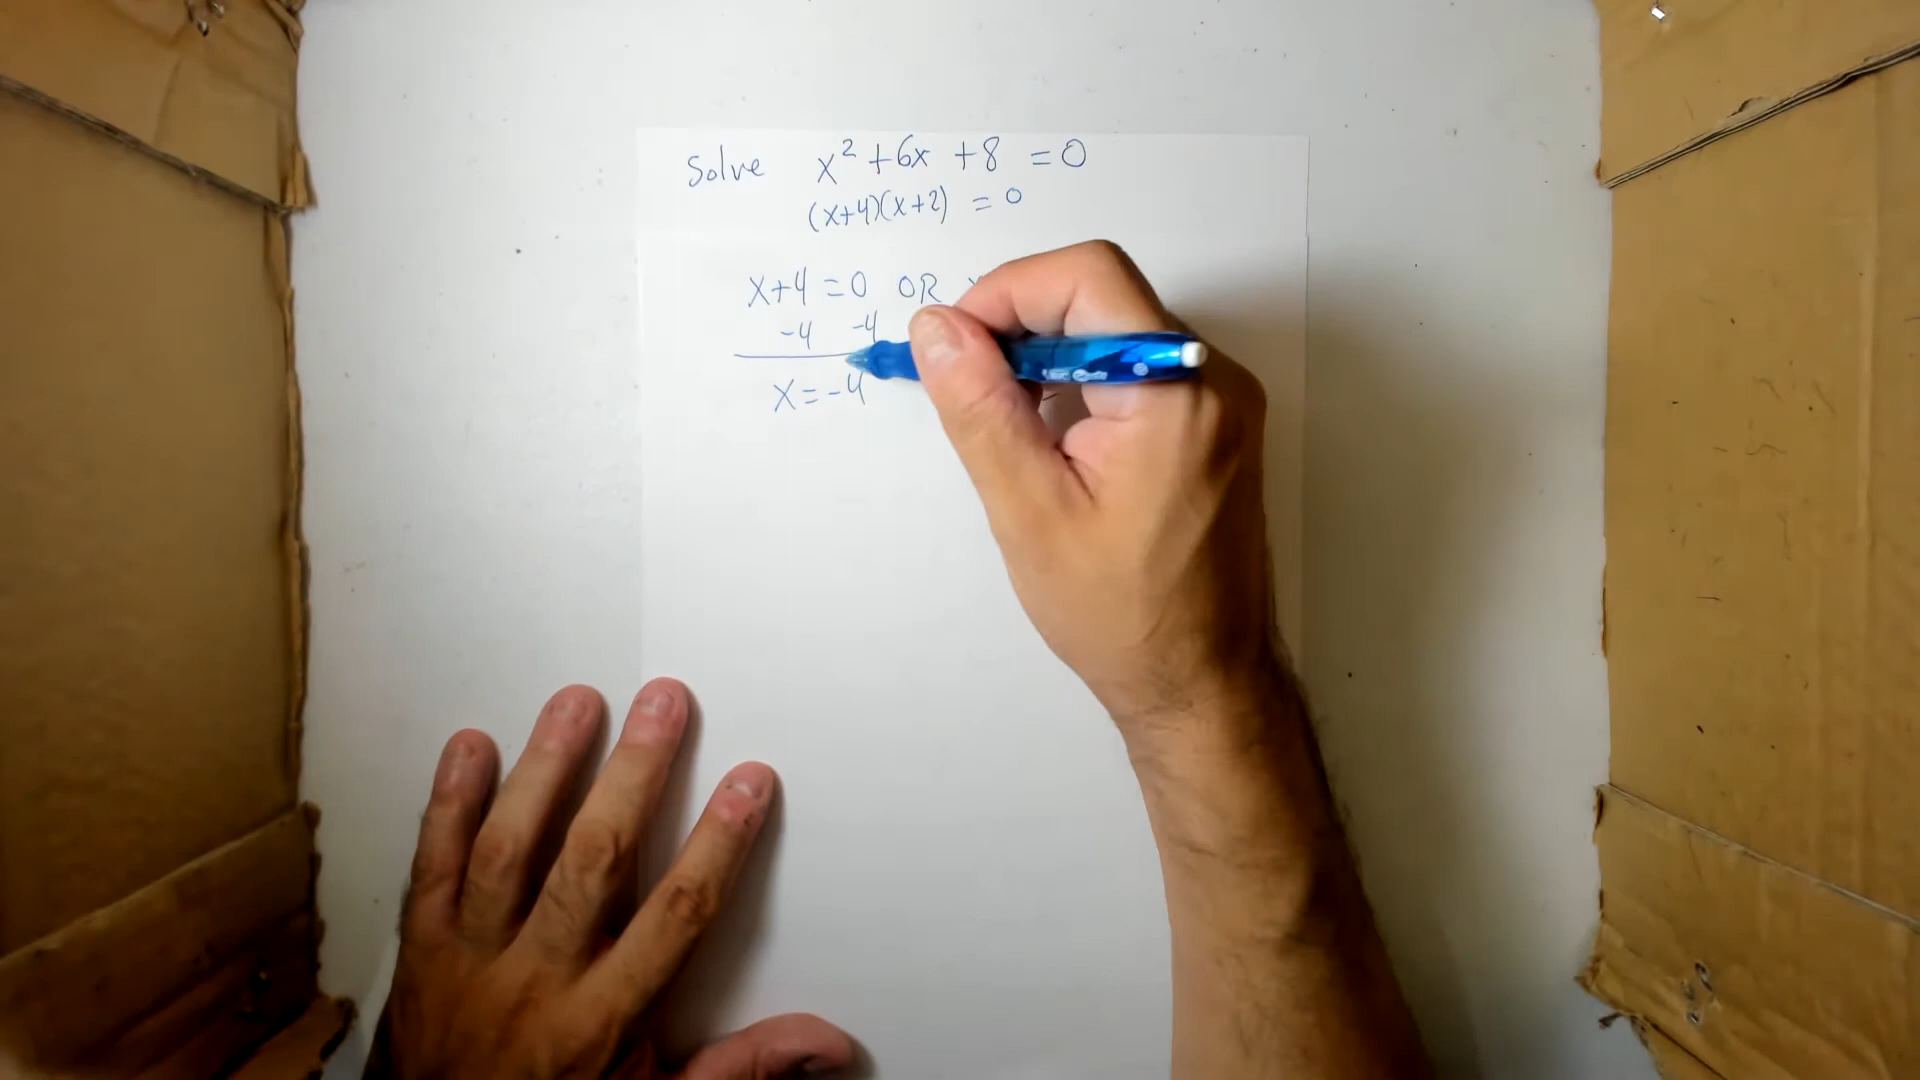 Solve x² + 6x + 8 = 0
(x+4)(x+2) = 0
x+4 = 0 OR x
-4 -4
x = -4